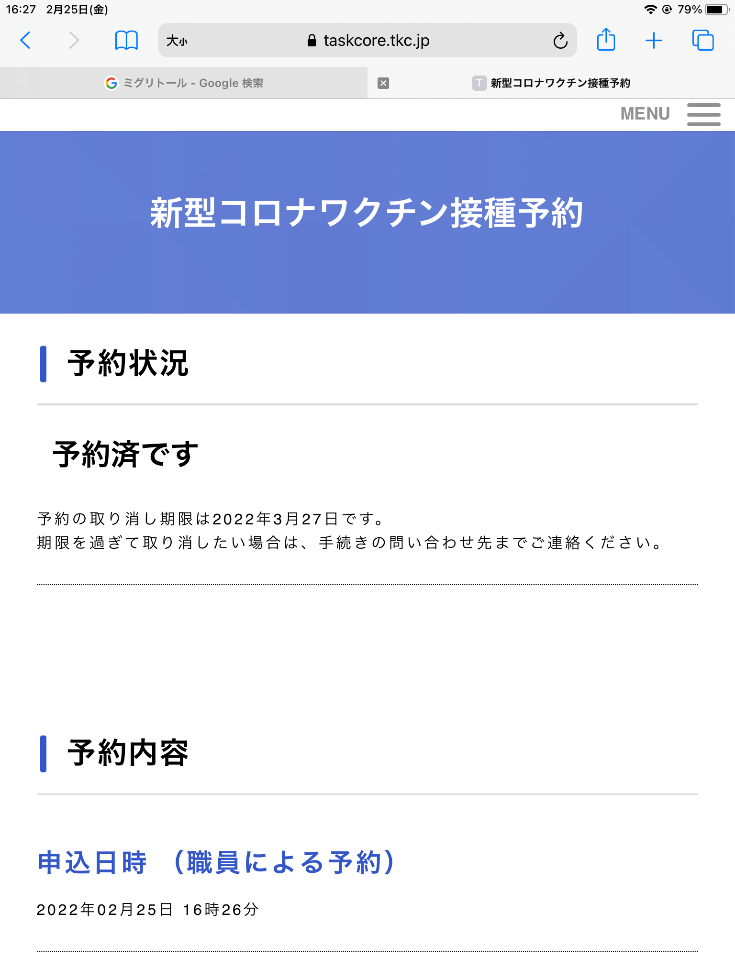 16:27 2月25日(金) 79%
大小 taskcore.tkc.jp
ミグリトール - Google 検索 T 新型コロナワクチン接種予約
MENU
新型コロナワクチン接種予約
予約状況
予約済です
予約の取り消し期限は2022年3月27日です。
期限を過ぎて取り消したい場合は、手続きの問い合わせ先までご連絡ください。
予約内容
申込日時 （職員による予約）
2022年02月25日 16時26分